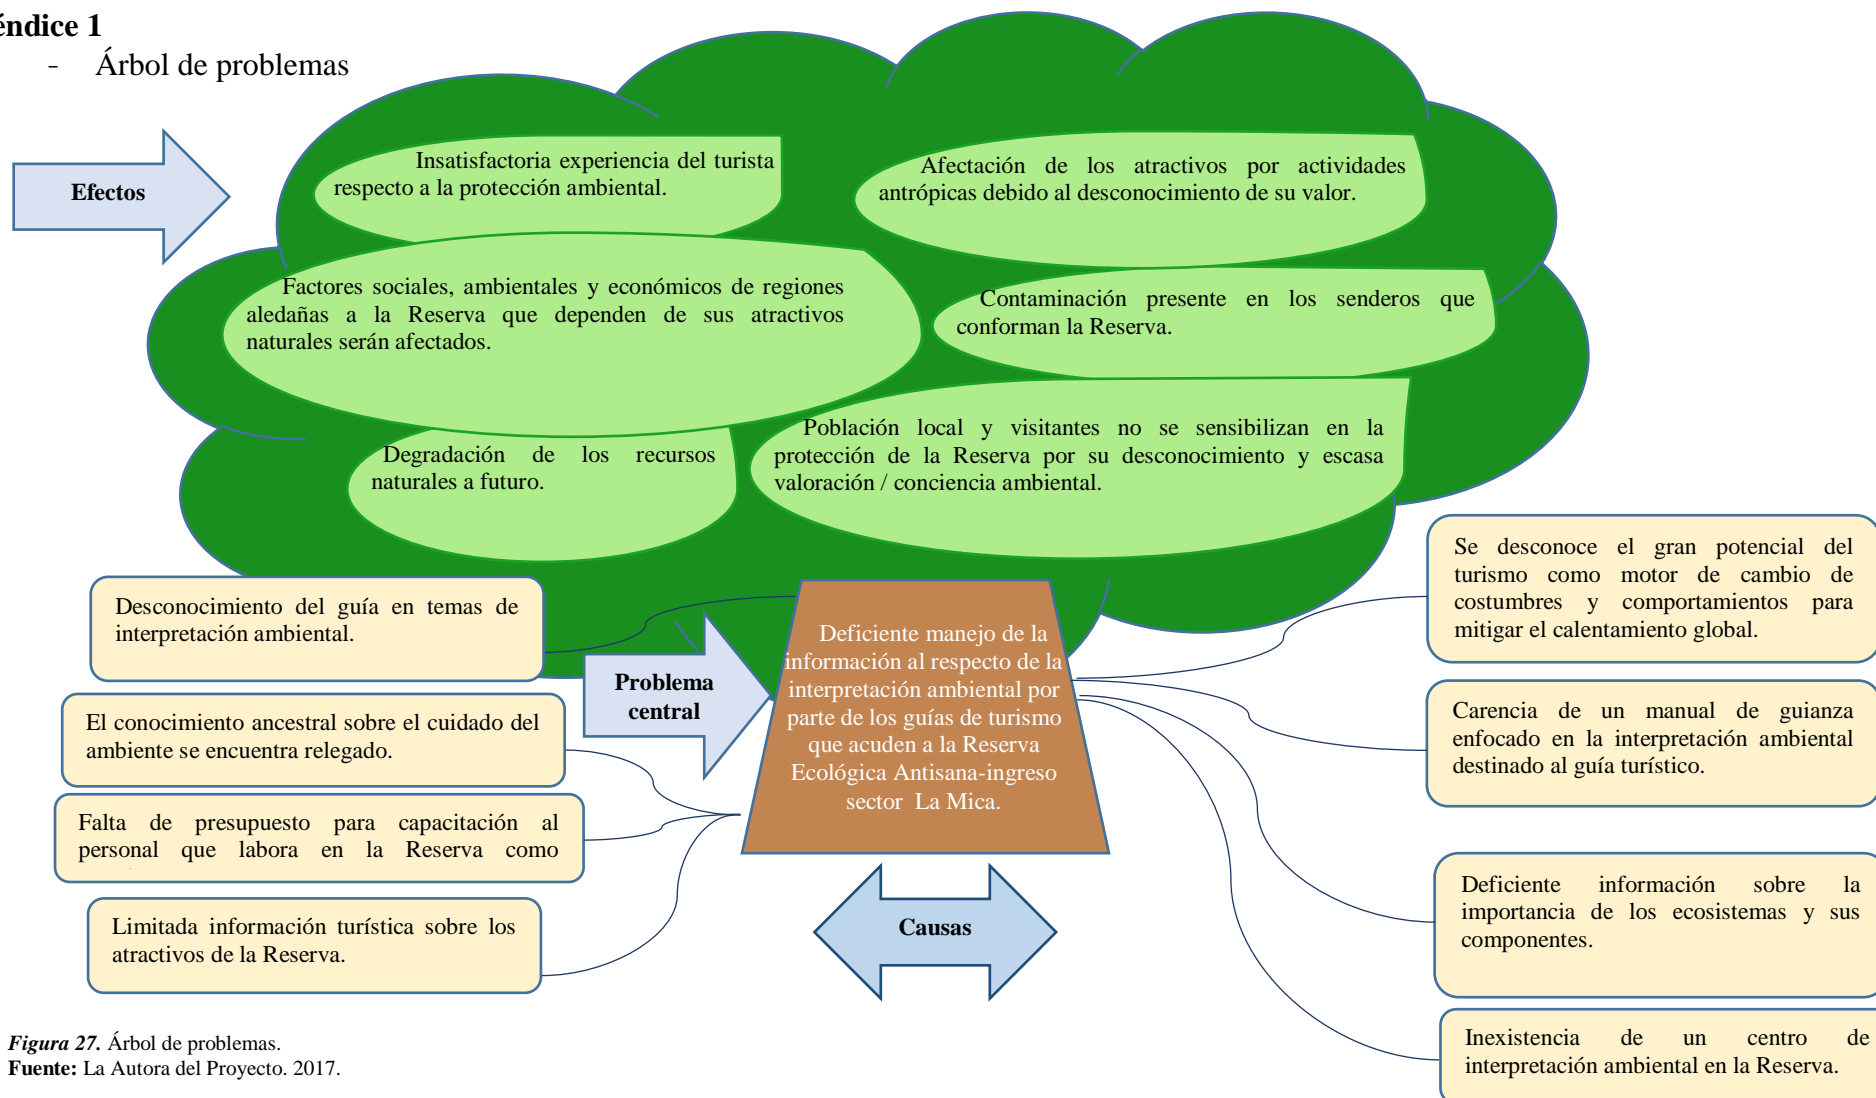 éndice 1
- Árbol de problemas
Efectos
Insatisfactoria experiencia del turista
respecto a la protección ambiental.
Afectación de los atractivos por actividades
antrópicas debido al desconocimiento de su valor.
Factores sociales, ambientales y económicos de regiones
aledañas a la Reserva que dependen de sus atractivos
naturales serán afectados.
Contaminación presente en los senderos que
conforman la Reserva.
Degradación de los recursos
naturales a futuro.
Población local y visitantes no se sensibilizan en la
protección de la Reserva por su desconocimiento y escasa
valoración / conciencia ambiental.
Desconocimiento del guía en temas de
interpretación ambiental.
El conocimiento ancestral sobre el cuidado del
ambiente se encuentra relegado.
Falta de presupuesto para capacitación al
personal que labora en la Reserva como
Limitada información turística sobre los
atractivos de la Reserva.
Problema
central
Deficiente manejo de la
información al respecto de la
interpretación ambiental por
parte de los guías de turismo
que acuden a la Reserva
Ecológica Antisana-ingreso
sector La Mica.
Causas
Se desconoce el gran potencial del
turismo como motor de cambio de
costumbres y comportamientos para
mitigar el calentamiento global.
Carencia de un manual de guianza
enfocado en la interpretación ambiental
destinado al guía turístico.
Deficiente información sobre la
importancia de los ecosistemas y sus
componentes.
Inexistencia de un centro de
interpretación ambiental en la Reserva.
Figura 27. Árbol de problemas.
Fuente: La Autora del Proyecto. 2017.